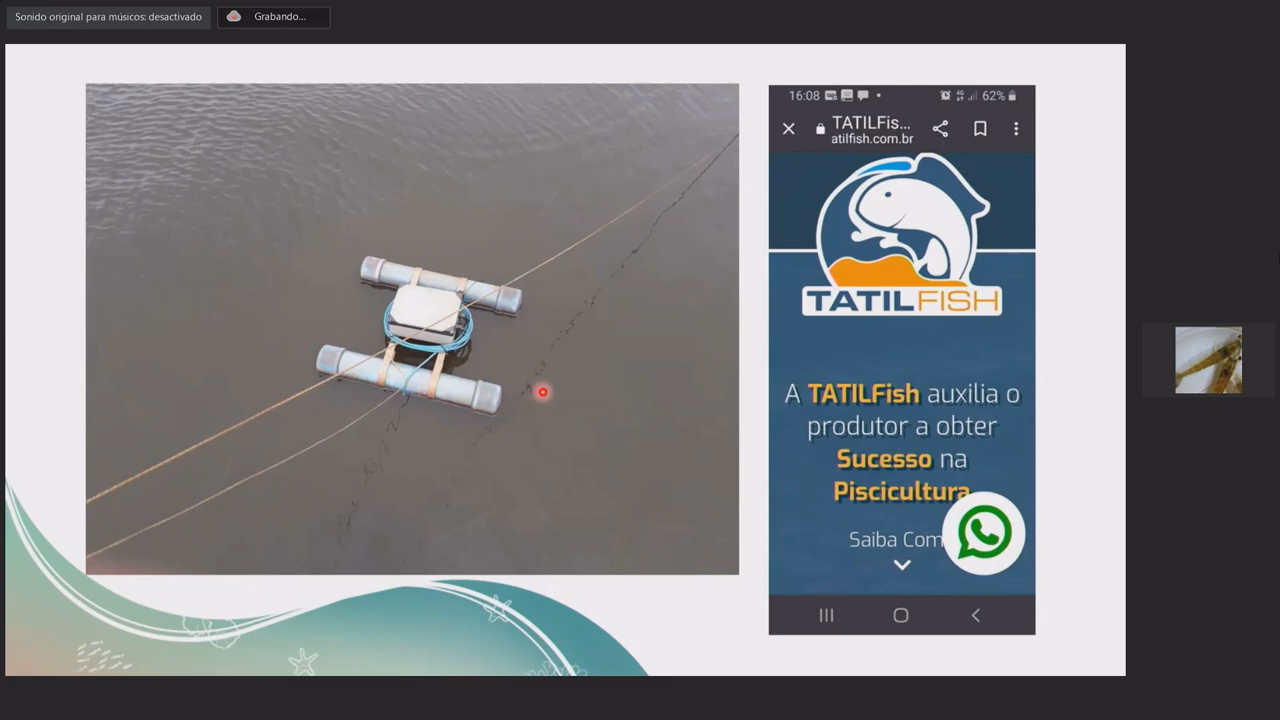 Sonido original para músicos: desactivado
Grabando...
16:08
4G
62%
TATILFis...
atilfish.com.br
TATILFISH
A TATILFish auxilia o
produtor a obter
Sucesso na
Piscicultura
Saiba Com